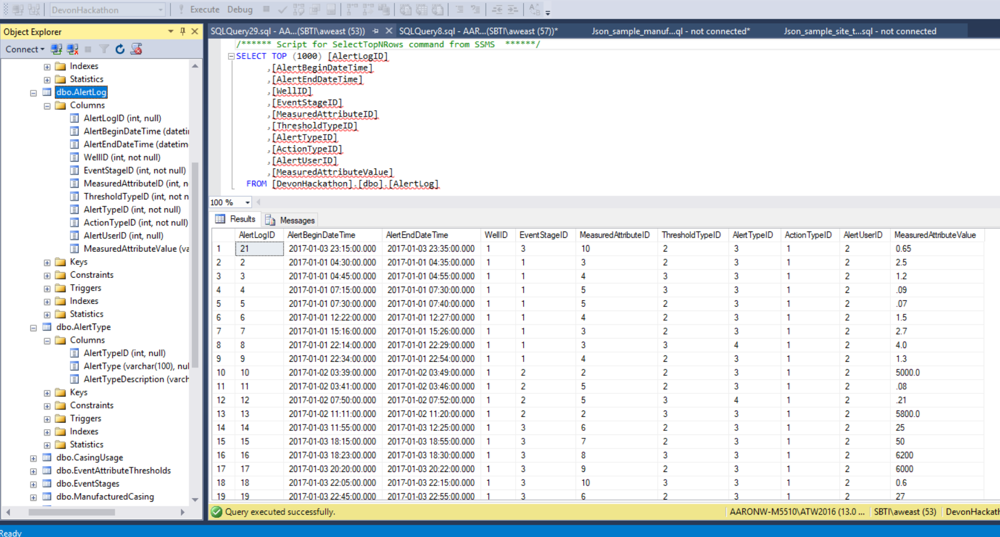 DevonHackathon
Execute Debug
Object Explorer
Connect
Indexes
Statistics
dbo.AlertLog
Columns
AlertLogID (int, null)
AlertBeginDateTime (dateti
AlertEndDateTime (datetim
WellID (int, not null)
EventStageID (int, not null)
MeasuredAttributeID (int, n
ThresholdTypeID (int, not n
AlertTypeID (int, not null)
ActionTypeID (int, not null)
AlertUserID (int, null)
MeasuredAttributeValue (va
Keys
Constraints
Triggers
Indexes
Statistics
dbo.AlertType
Columns
AlertTypeID (int, null)
AlertType (varchar(100), nul
AlertTypeDescription (varch
Keys
Constraints
Triggers
Indexes
Statistics
dbo.CasingUsage
dbo.EventAttributeThresholds
dbo.EventStages
dbo.ManufacturedCasing
SQLQuery29.sql - AA...(SBTI\aweast (53)) SQLQuery8.sql - AAR...(SBTI\aweast (57))* Json_sample_manuf...ql - not connected* Json_sample_site_t...sql - not connected
/****** Script for SelectTopNRows command from SSMS ******/
SELECT TOP (1000) [AlertLogID]
,[AlertBeginDateTime]
,[AlertEndDateTime]
,[WellID]
,[EventStageID]
,[MeasuredAttributeID]
,[ThresholdTypeID]
,[AlertTypeID]
,[ActionTypeID]
,[AlertUserID]
,[MeasuredAttributeValue]
FROM [DevonHackathon].[dbo].[AlertLog]
100 %
Results Messages
AlertLogID AlertBeginDateTime AlertEndDateTime WellID EventStageID MeasuredAttributeID ThresholdTypeID AlertTypeID ActionTypeID AlertUserID MeasuredAttributeValue
1 21 2017-01-03 23:15:00.000 2017-01-03 23:35:00.000 1 3 10 2 3 1 2 0.65
2 2 2017-01-01 04:30:00.000 2017-01-01 04:35:00.000 1 1 3 2 3 1 2 2.5
3 3 2017-01-01 04:45:00.000 2017-01-01 04:55:00.000 1 1 4 3 3 1 2 1.2
4 4 2017-01-01 07:15:00.000 2017-01-01 07:30:00.000 1 1 5 3 3 1 2 .09
5 5 2017-01-01 07:30:00.000 2017-01-01 07:40:00.000 1 1 5 2 3 1 2 .07
6 6 2017-01-01 12:22:00.000 2017-01-01 12:27:00.000 1 1 4 2 3 1 2 1.5
7 7 2017-01-01 15:16:00.000 2017-01-01 15:26:00.000 1 1 3 2 3 1 2 2.7
8 8 2017-01-01 22:14:00.000 2017-01-01 22:29:00.000 1 1 3 3 4 1 2 4.0
9 9 2017-01-01 22:34:00.000 2017-01-01 22:54:00.000 1 1 4 2 3 1 2 1.3
10 10 2017-01-02 03:39:00.000 2017-01-02 03:49:00.000 1 2 2 2 3 1 2 5000.0
11 11 2017-01-02 03:41:00.000 2017-01-02 03:46:00.000 1 2 5 2 3 1 2 .08
12 12 2017-01-02 07:50:00.000 2017-01-02 07:52:00.000 1 2 5 3 4 1 2 .21
13 13 2017-01-02 11:11:00.000 2017-01-02 11:20:00.000 1 2 2 3 3 1 2 5800.0
14 14 2017-01-03 11:55:00.000 2017-01-03 12:25:00.000 1 3 6 2 3 1 2 25
15 15 2017-01-03 18:15:00.000 2017-01-03 18:55:00.000 1 3 7 2 3 1 2 50
16 16 2017-01-03 18:23:00.000 2017-01-03 18:30:00.000 1 3 8 3 3 1 2 6200
17 17 2017-01-03 20:20:00.000 2017-01-03 20:22:00.000 1 3 9 2 3 1 2 6000
18 18 2017-01-03 22:05:00.000 2017-01-03 22:15:00.000 1 3 10 3 3 1 2 0.6
19 19 2017-01-03 22:45:00.000 2017-01-03 22:55:00.000 1 3 6 2 3 1 2 27
Query executed successfully. AARONW-M5510\ATW2016 (13.0 ... SBTI\aweast (53) DevonHackath
Ready